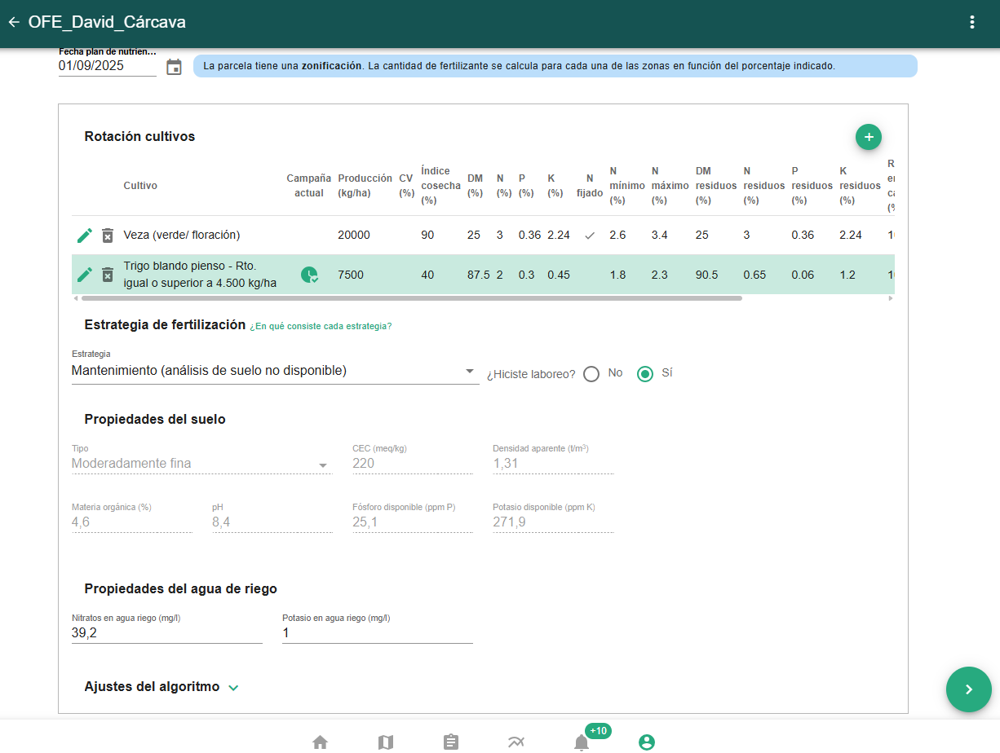 OFE_David_Cárcava
Fecha plan de nutrien...
01/09/2025
La parcela tiene una zonificación. La cantidad de fertilizante se calcula para cada una de las zonas en función del porcentaje indicado.
Rotación cultivos
Cultivo
Campaña actual
Producción (kg/ha)
CV (%)
Índice cosecha (%)
DM (%)
N (%)
P (%)
K (%)
N fijado
N mínimo (%)
N máximo (%)
DM residuos (%)
N residuos (%)
P residuos (%)
K residuos (%)
Veza (verde/ floración) 20000 90 25 3 0.36 2.24 2.6 3.4 25 3 0.36 2.24
Trigo blando pienso - Rto.
igual o superior a 4.500 kg/ha 7500 40 87.5 2 0.3 0.45 1.8 2.3 90.5 0.65 0.06 1.2
Estrategia de fertilización ¿En qué consiste cada estrategia?
Estrategia
Mantenimiento (análisis de suelo no disponible)
¿Hiciste laboreo? No Sí
Propiedades del suelo
Tipo
Moderadamente fina
CEC (meq/kg)
220
Densidad aparente (t/m³)
1,31
Materia orgánica (%)
4,6
pH
8,4
Fósforo disponible (ppm P)
25,1
Potasio disponible (ppm K)
271,9
Propiedades del agua de riego
Nitratos en agua riego (mg/l)
39,2
Potasio en agua riego (mg/l)
1
Ajustes del algoritmo
+10